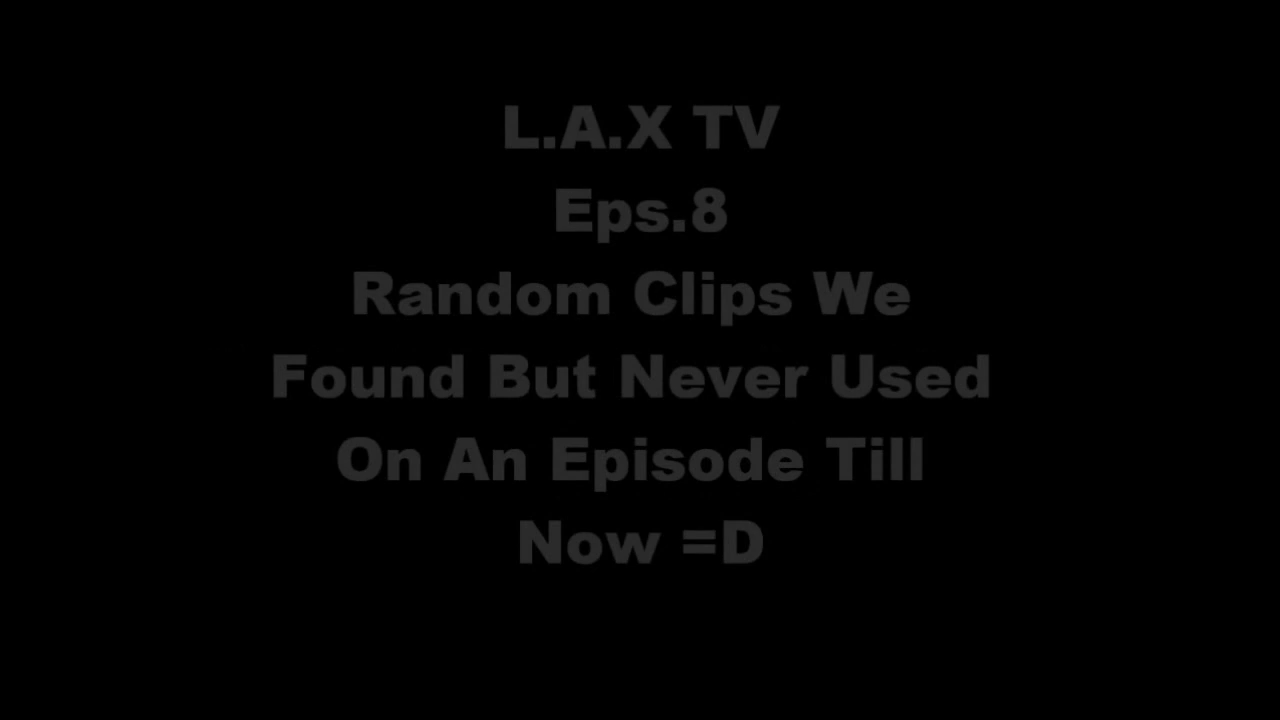 L.A.X TV
Eps.8
Random Clips We
Found But Never Used
On An Episode Till
Now =D